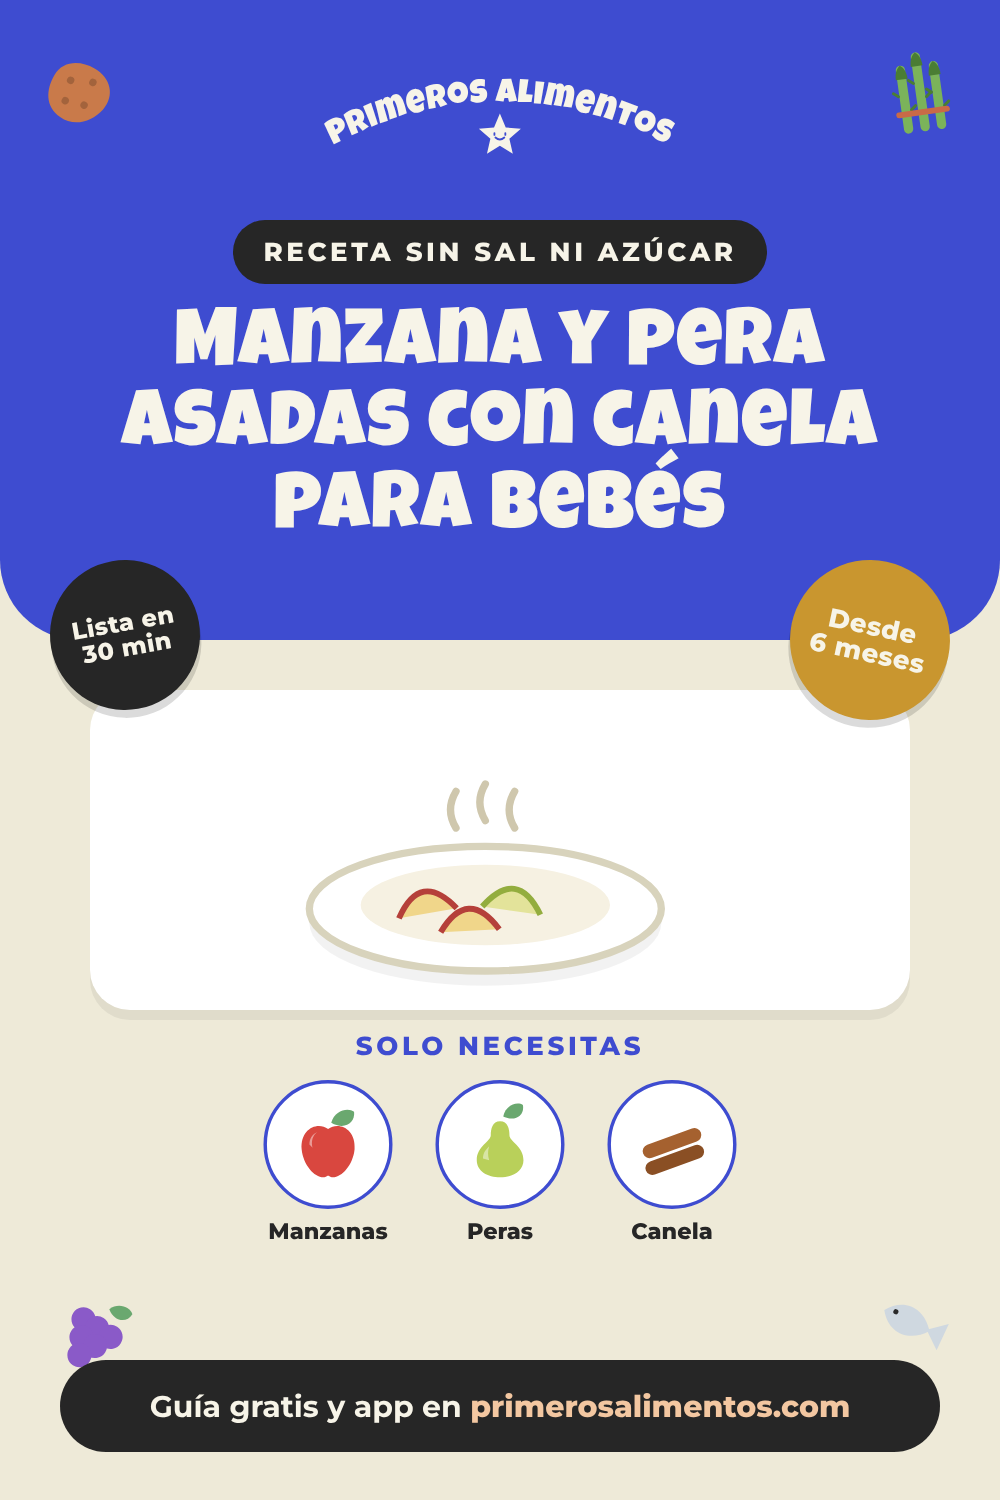 PRIMEROS ALIMENTOS
RECETA SIN SAL NI AZÚCAR
MANZANA Y PERA
ASADAS CON CANELA
PARA BEBÉS
Lista en
30 min
Desde
6 meses
SOLO NECESITAS
Manzanas
Peras
Canela
Guía gratis y app en primerosalimentos.com